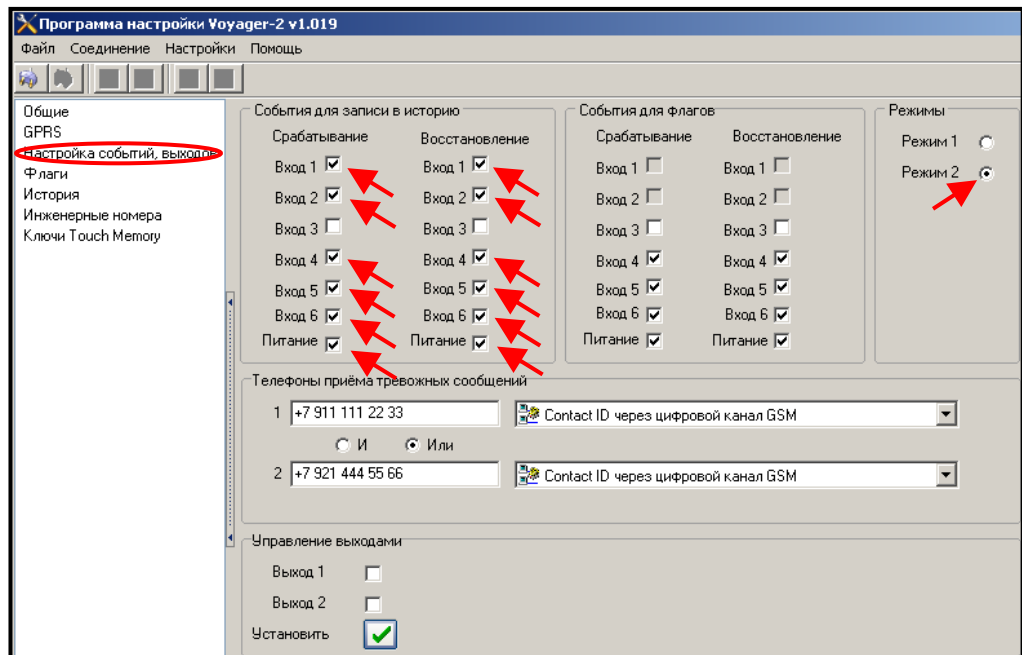 Программа настройки Voyager-2 v1.019
Файл Соединение Настройки Помощь
Общие
GPRS
Настройка событий, выходов
Флаги
История
Инженерные номера
Ключи Touch Memory
События для записи в историю
Срабатывание Восстановление
Вход 1 Вход 1
Вход 2 Вход 2
Вход 3 Вход 3
Вход 4 Вход 4
Вход 5 Вход 5
Вход 6 Вход 6
Питание Питание
События для флагов
Срабатывание Восстановление
Вход 1 Вход 1
Вход 2 Вход 2
Вход 3 Вход 3
Вход 4 Вход 4
Вход 5 Вход 5
Вход 6 Вход 6
Питание Питание
Режимы
Режим 1
Режим 2
Телефоны приёма тревожных сообщений
1 +7 911 111 22 33 Contact ID через цифровой канал GSM
И Или
2 +7 921 444 55 66 Contact ID через цифровой канал GSM
Управление выходами
Выход 1
Выход 2
Установить